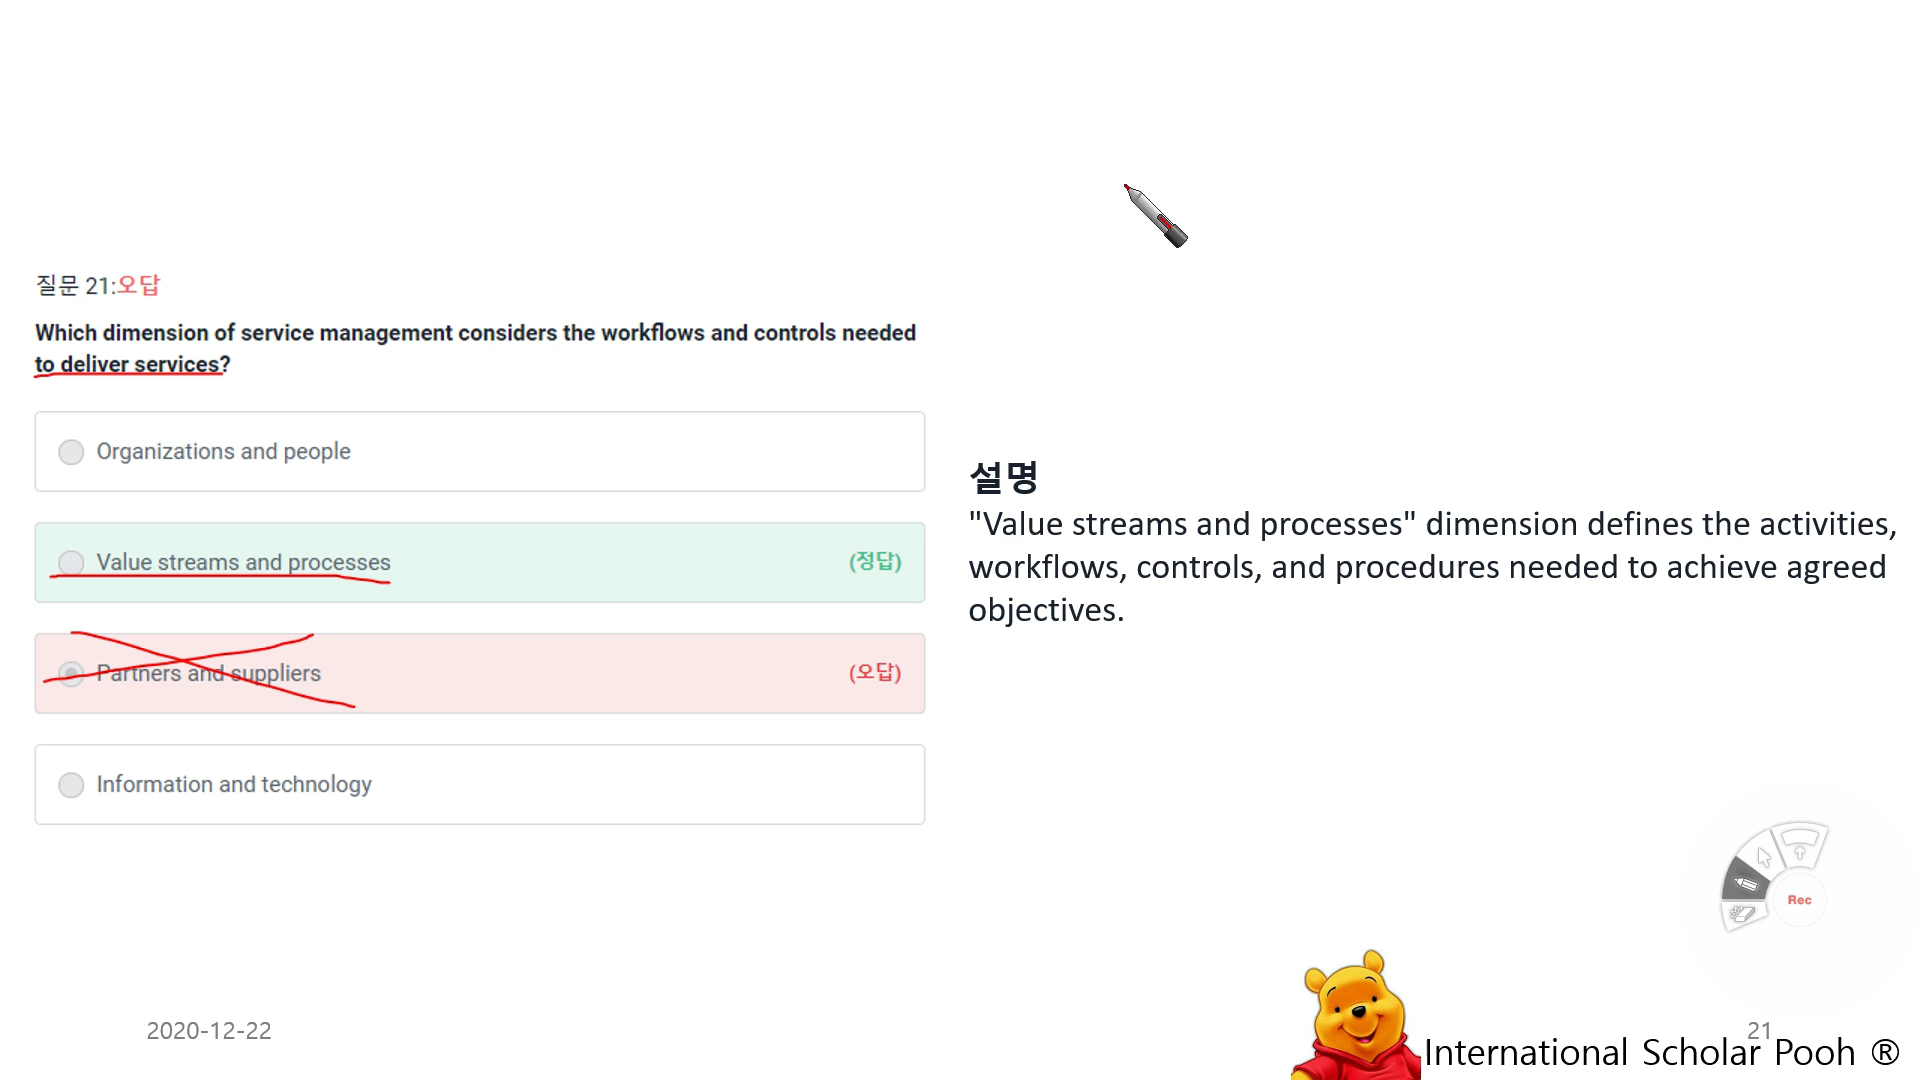 질문 21:오답
Which dimension of service management considers the workflows and controls needed
to deliver services?
Organizations and people
Value streams and processes (정답)
Partners and suppliers (오답)
Information and technology
설명
"Value streams and processes" dimension defines the activities,
workflows, controls, and procedures needed to achieve agreed
objectives.
Rec
2020-12-22
21
International Scholar Pooh ®